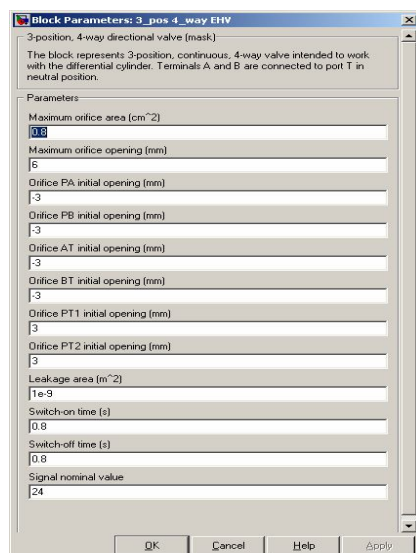 Block Parameters: 3_pos 4_way EHV
3-position, 4-way directional valve (mask)
The block represents 3-position, continuous, 4-way valve intended to work
with the differential cylinder. Terminals A and B are connected to port T in
neutral position.
Parameters
Maximum orifice area (cm^2)
0.8
Maximum orifice opening (mm)
6
Orifice PA initial opening (mm)
-3
Orifice PB initial opening (mm)
-3
Orifice AT initial opening (mm)
-3
Orifice BT initial opening (mm)
-3
Orifice PT1 initial opening (mm)
3
Orifice PT2 initial opening (mm)
3
Leakage area (m^2)
1e-9
Switch-on time (s)
0.8
Switch-off time (s)
0.8
Signal nominal value
24
OK Cancel Help Apply